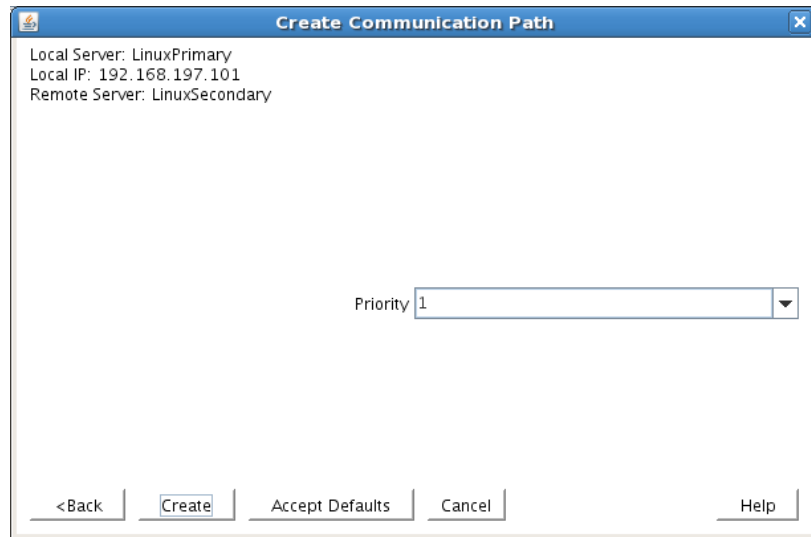 Create Communication Path
Local Server: LinuxPrimary
Local IP: 192.168.197.101
Remote Server: LinuxSecondary
Priority 1
<Back Create Accept Defaults Cancel Help